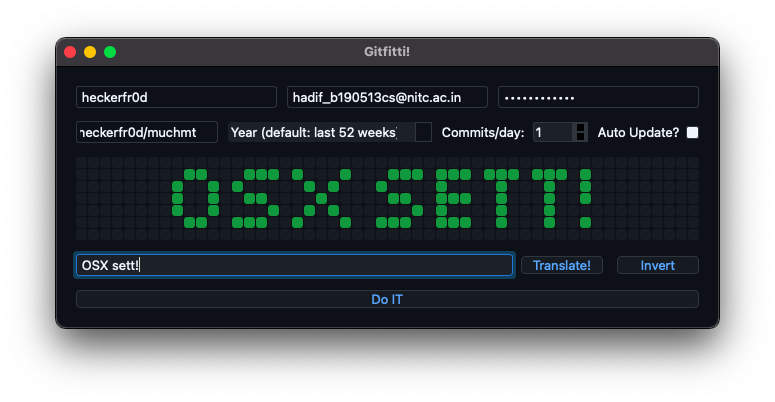 Gitfitti!
heckerfr0d hadif_b190513cs@nitc.ac.in ••••••••••••
heckerfr0d/muchmt Year (default: last 52 weeks) Commits/day: 1 Auto Update?
OSX SETT!
OSX sett! Translate! Invert
Do IT